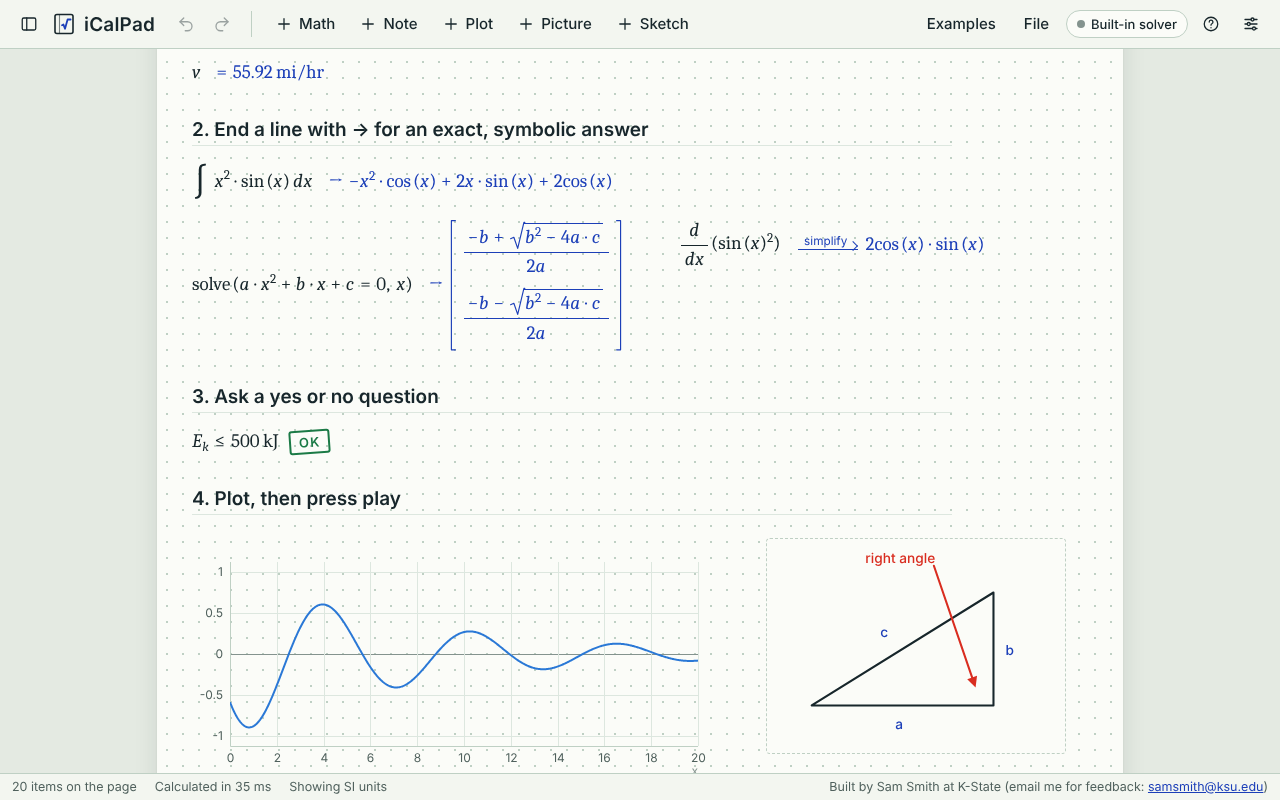 iCalPad
Math
Note
Plot
Picture
Sketch
Examples
File
Built-in solver
v = 55.92 mi/hr
2. End a line with → for an exact, symbolic answer
∫ x² · sin(x) dx → −x² · cos(x) + 2x · sin(x) + 2cos(x)
solve(a · x² + b · x + c = 0, x) → [(−b + √(b² − 4a · c))/2a
(−b − √(b² − 4a · c))/2a]
d/dx (sin(x)²) simplify→ 2cos(x) · sin(x)
3. Ask a yes or no question
Eₖ ≤ 500 kJ OK
4. Plot, then press play
1
0.5
0
-0.5
-1
0 2 4 6 8 10 12 14 16 18 20
x
right angle
c
b
a
20 items on the page
Calculated in 35 ms
Showing SI units
Built by Sam Smith at K-State (email me for feedback: samsmith@ksu.edu)